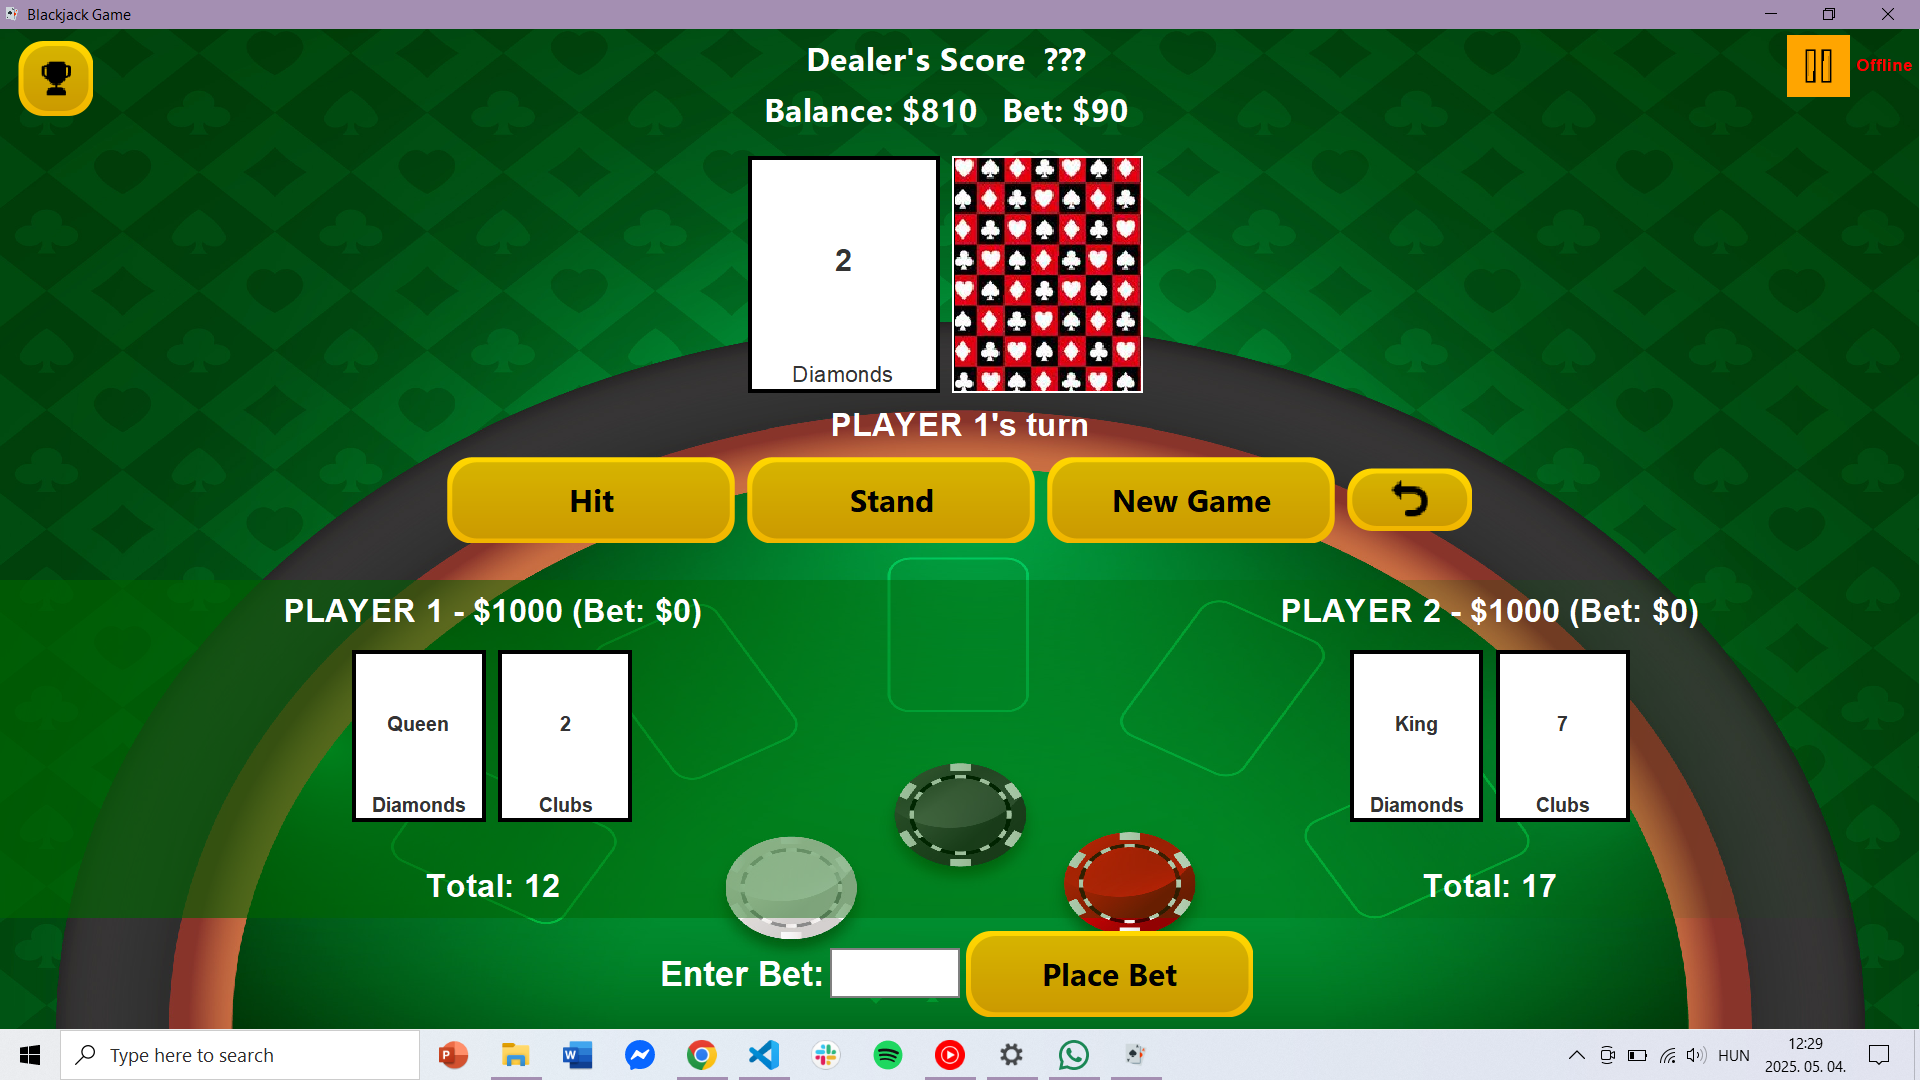 Blackjack Game
Dealer's Score ???
Offline
Balance: $810 Bet: $90
2
Diamonds
PLAYER 1's turn
Hit
Stand
New Game
PLAYER 1 - $1000 (Bet: $0)
PLAYER 2 - $1000 (Bet: $0)
Queen
Diamonds
2
Clubs
King
Diamonds
7
Clubs
Total: 12
Total: 17
Enter Bet:
Place Bet
Type here to search
HUN
12:29
2025. 05. 04.